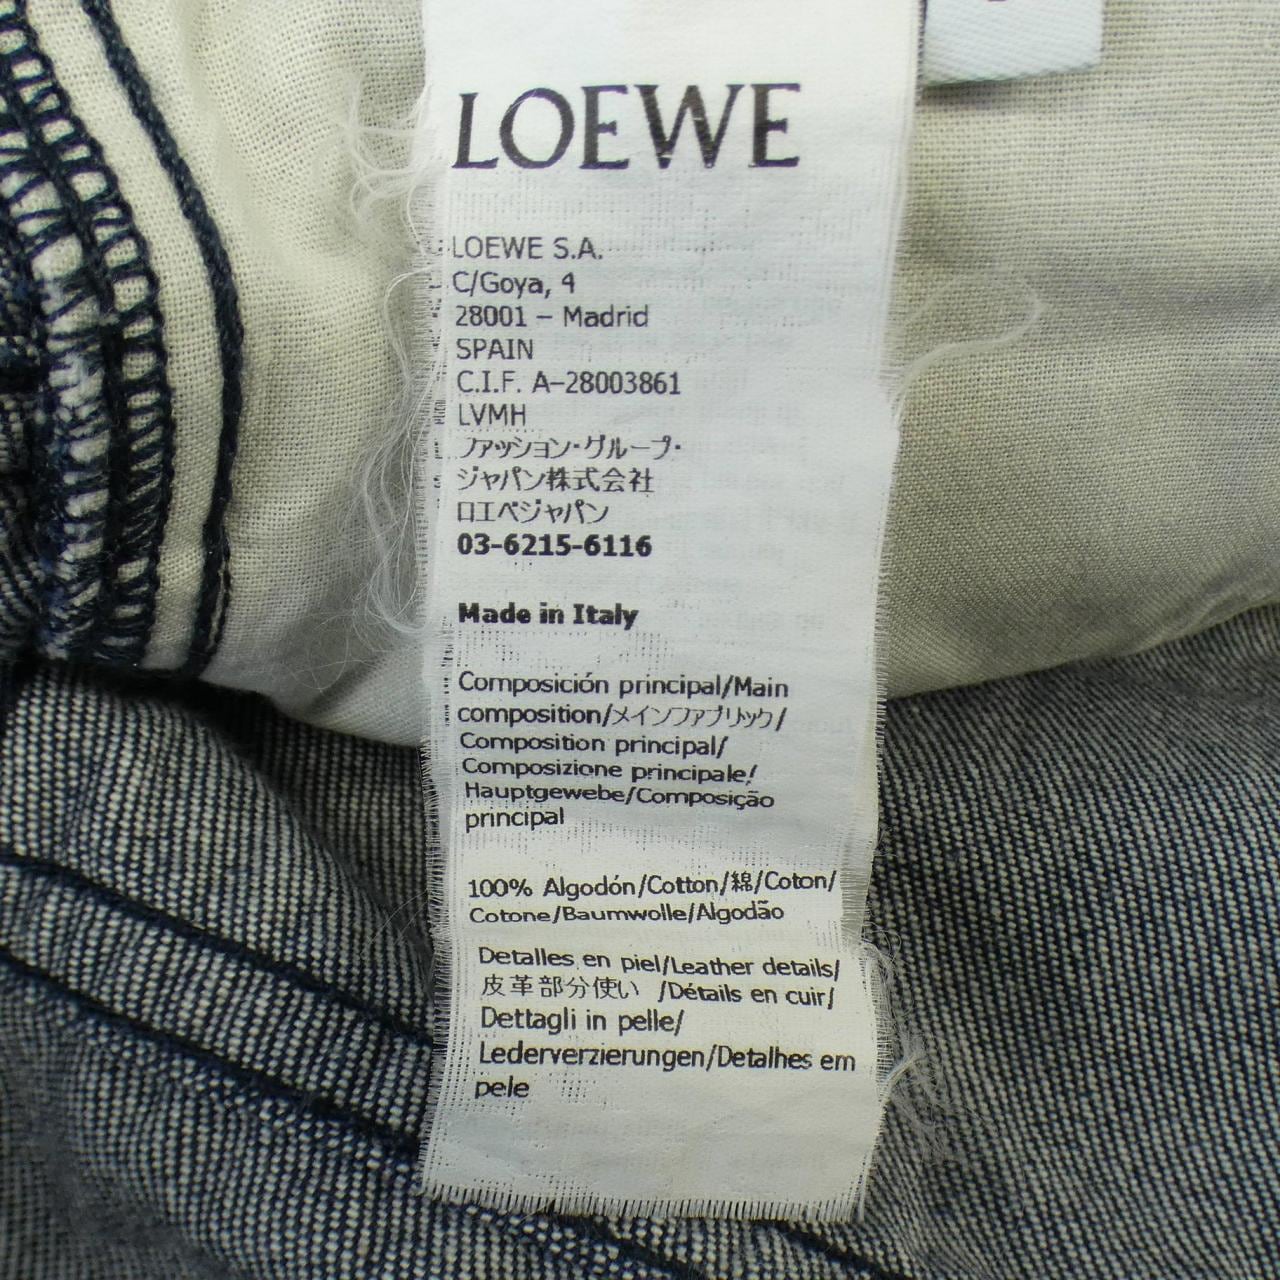 LOEWE
LOEWE S.A.
C/Goya, 4
28001 – Madrid
SPAIN
C.I.F. A–28003861
LVMH
ファッション・グループ・
ジャパン株式会社
ロエベジャパン
03-6215-6116
Made in Italy
Composición principal/Main
composition/メインファブリック/
Composition principal/
Composizione principale/
Hauptgewebe/Composição
principal
100% Algodón/Cotton/綿/Coton/
Cotone/Baumwolle/Algodão
Detalles en piel/Leather details/
皮革部分使い /Détails en cuir/
Dettagli in pelle/
Lederverzierungen/Detalhes em
pele